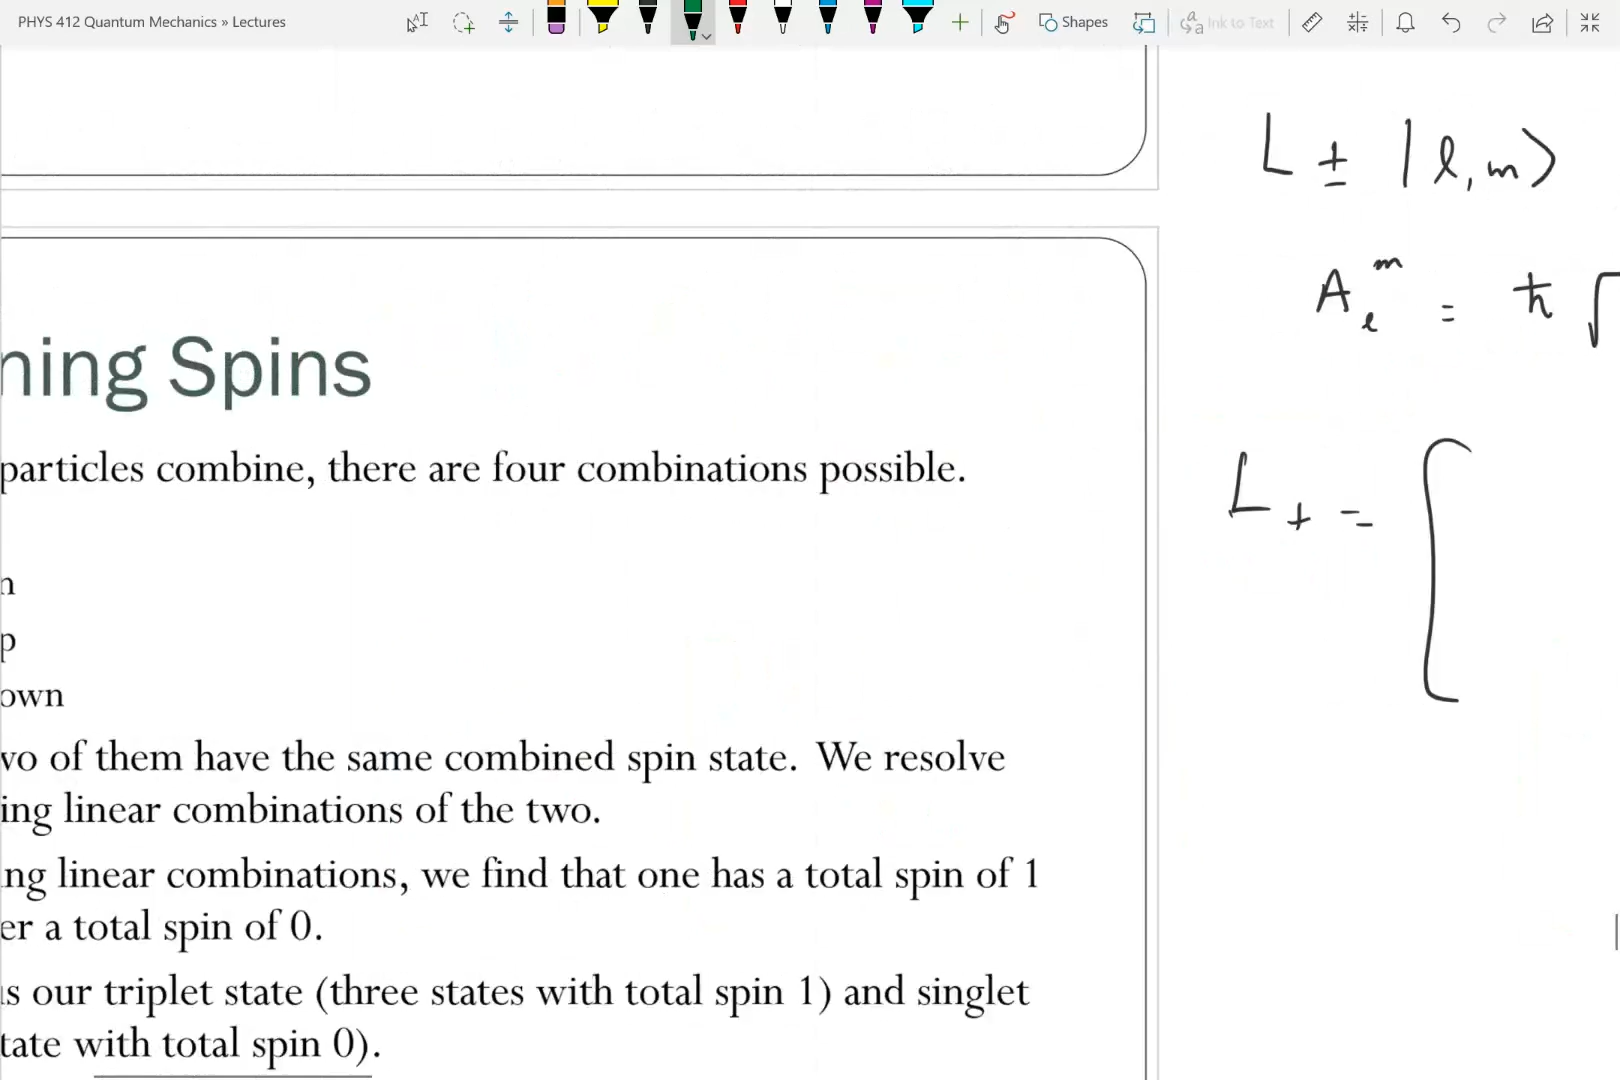 PHYS 412 Quantum Mechanics » Lectures
Shapes
Ink to Text
L± |ℓ,m⟩
A_ℓ^m = ħ √
ning Spins
particles combine, there are four combinations possible.
L+ = [
n
p
own
vo of them have the same combined spin state. We resolve
ing linear combinations of the two.
ng linear combinations, we find that one has a total spin of 1
er a total spin of 0.
s our triplet state (three states with total spin 1) and singlet
tate with total spin 0).